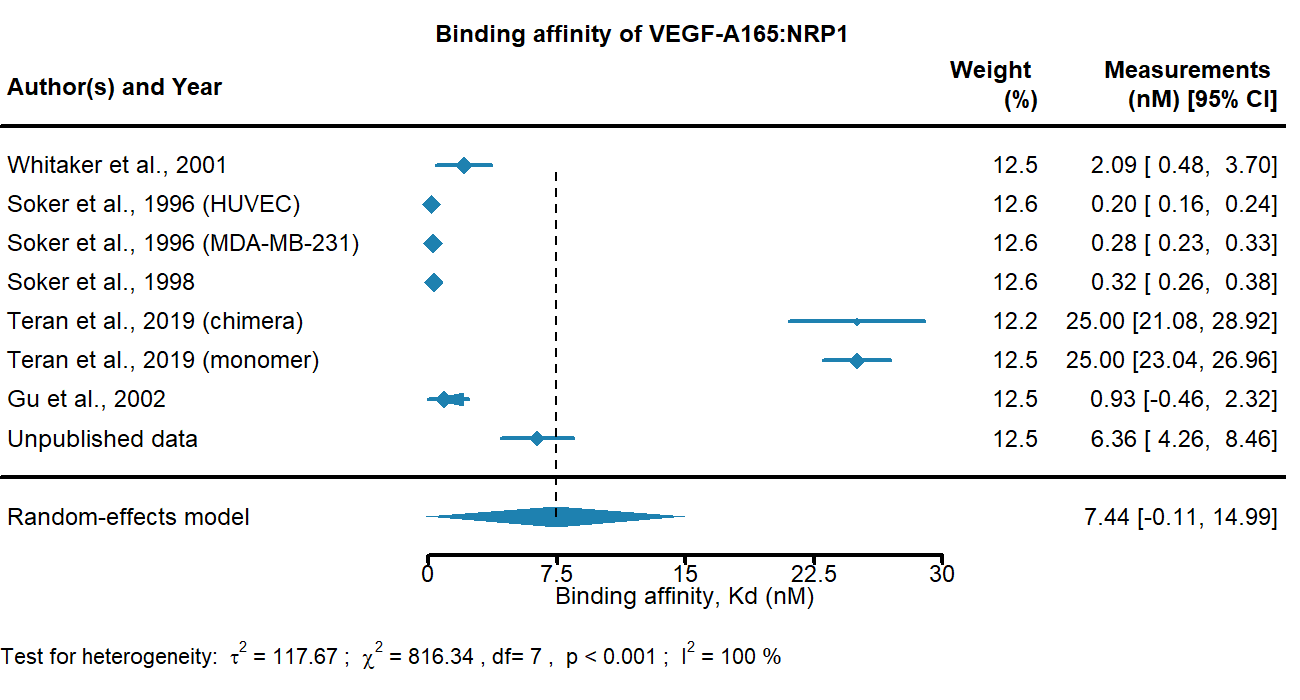 Binding affinity of VEGF-A165:NRP1
Author(s) and Year Weight (%) Measurements (nM) [95% CI]
Whitaker et al., 2001 12.5 2.09 [ 0.48, 3.70]
Soker et al., 1996 (HUVEC) 12.6 0.20 [ 0.16, 0.24]
Soker et al., 1996 (MDA-MB-231) 12.6 0.28 [ 0.23, 0.33]
Soker et al., 1998 12.6 0.32 [ 0.26, 0.38]
Teran et al., 2019 (chimera) 12.2 25.00 [21.08, 28.92]
Teran et al., 2019 (monomer) 12.5 25.00 [23.04, 26.96]
Gu et al., 2002 12.5 0.93 [-0.46, 2.32]
Unpublished data 12.5 6.36 [ 4.26, 8.46]
Random-effects model 7.44 [-0.11, 14.99]
0 7.5 15 22.5 30
Binding affinity, Kd (nM)
Test for heterogeneity: τ² = 117.67 ; χ² = 816.34 , df= 7 , p < 0.001 ; I² = 100 %